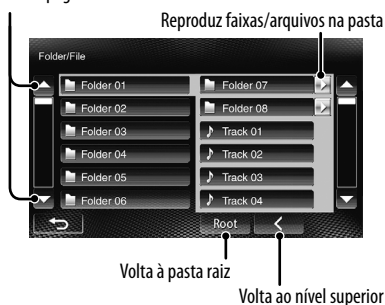 Reproduz faixas/arquivos na pasta
Folder/File
Folder 01
Folder 07
Folder 02
Folder 08
Folder 03
Track 01
Folder 04
Track 02
Folder 05
Track 03
Folder 06
Track 04
Root
Volta à pasta raiz
Volta ao nível superior